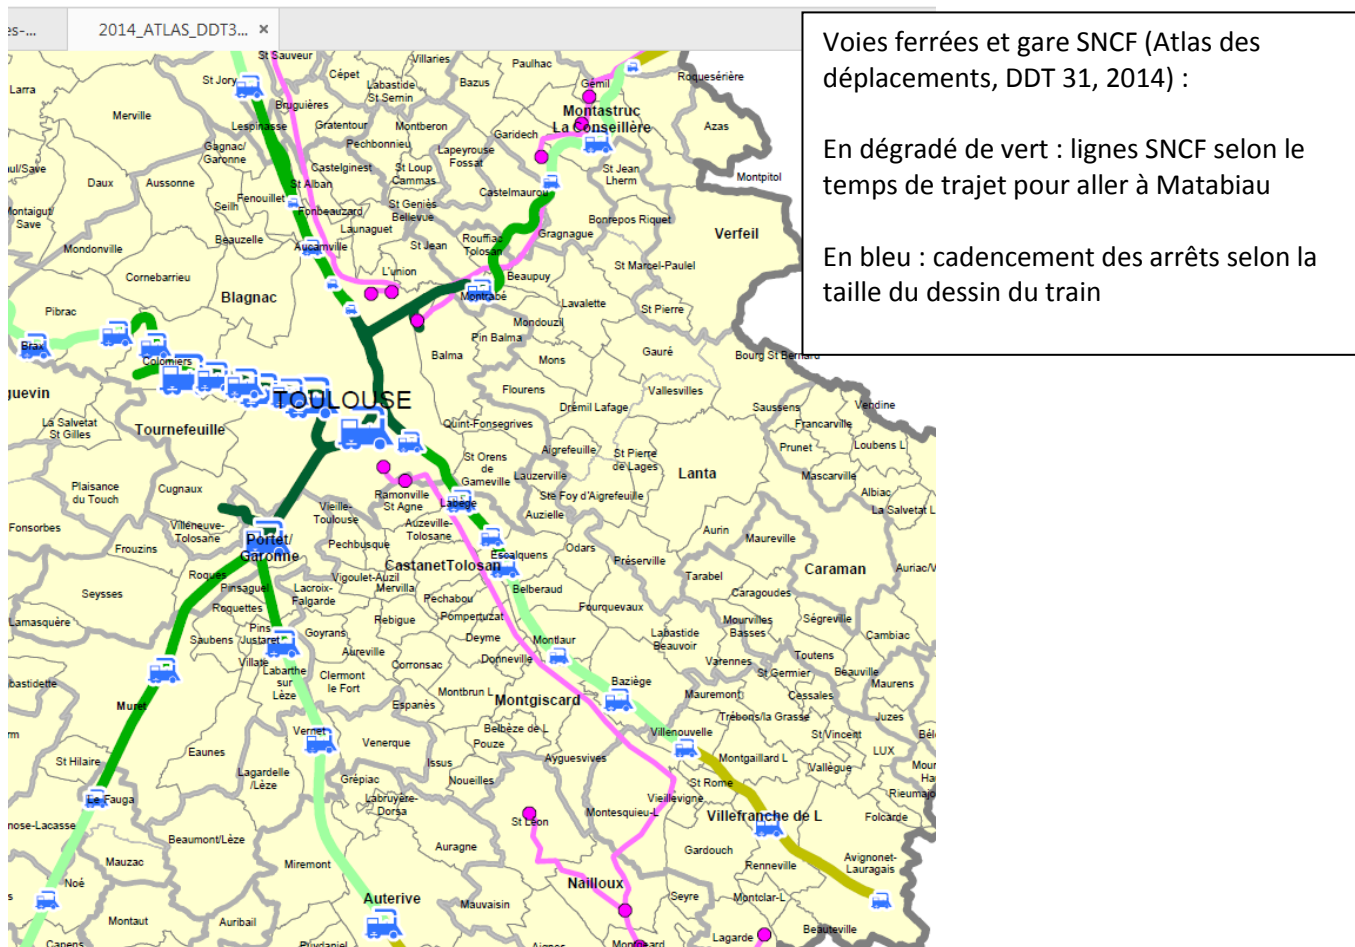 es-...
2014_ATLAS_DDT3... ×
Voies ferrées et gare SNCF (Atlas des
déplacements, DDT 31, 2014) :
En dégradé de vert : lignes SNCF selon le
temps de trajet pour aller à Matabiau
En bleu : cadencement des arrêts selon la
taille du dessin du train
St Sauveur
Villaries
Paulhac
St Jory
Cépet
Labastide
St Sernin
Bazus
Gémil
Roquesérière
Larra
Merville
Bruguières
Montastruc
La Conseillère
Lespinasse
Gratentour
Montberon
Garidech
Azas
Gagnac/
Garonne
Pechbonnieu
Lapeyrouse
Fossat
Castelginest
St Loup
Cammas
St Jean
Lherm
Montpitol
Daux
Aussonne
St Alban
Castelmaurou
Seilh
Fenouillet
Fonbeauzard
St Geniès
Bellevue
Bonrepos Riquet
Montaigut/
Save
Beauzelle
Launaguet
Gragnague
Verfeil
Mondonville
Aucamville
St Jean
Rouffiac
Tolosan
Cornebarrieu
L'union
Beaupuy
St Marcel-Paulel
Blagnac
Montrabé
Lavalette
St Pierre
Pibrac
Mondouzil
Pin Balma
Brax
Colomiers
Balma
Mons
Gauré
Bourg St Bernard
TOULOUSE
Flourens
Vallesvilles
Drémil Lafage
Saussens
Vendine
La Salvetat
St Gilles
Tournefeuille
Quint-Fonsegrives
Francarville
Aigrefeuille
St Pierre
de Lages
Prunet
Loubens L
St Orens
de
Gameville
Lauzerville
Lanta
Mascarville
Plaisance
du Touch
Cugnaux
Ramonville
St Agne
Labège
Ste Foy d'Aigrefeuille
Albiac
La Salvetat L
Fonsorbes
Villeneuve-
Tolosane
Vieille-
Toulouse
Auzeville-
Tolosane
Auzielle
Aurin
Maureville
Frouzins
Portet/
Garonne
Pechbusque
Escalquens
Odars
Préserville
Roques
Vigoulet-Auzil
CastanetTolosan
Tarabel
Caraman
Auriac/V
Seysses
Pinsaguel
Lacroix-
Falgarde
Mervilla
Pechabou
Belberaud
Caragoudes
Roquettes
Rebigue
Pompertuzat
Fourquevaux
Mourvilles
Basses
Ségreville
Lamasquère
Saubens
Pins
Justaret
Goyrans
Deyme
Montlaur
Labastide
Beauvoir
Cambiac
Villate
Labarthe
sur
Lèze
Aureville
Corronsac
Donneville
Varennes
Toutens
Clermont
le Fort
St Germier
Beauville
Montbrun L
Baziège
Mauremont
Cessales
Maurens
Muret
Espanès
Montgiscard
Trébons/la Grasse
Juzes
Vernet
Venerque
Belbèze de L
Pouze
Villenouvelle
St Vincent
Eaunes
LUX
St Hilaire
Issus
Ayguesvives
Montgaillard L
Vallègue
Lagardelle
/Lèze
Grépiac
Noueilles
St Rome
Le Fauga
Labruyère-
Dorsa
Vieillevigne
Montesquieu-L
Villefranche de L
Folcarde
St Léon
Beaumont/Lèze
Auragne
Gardouch
Renneville
Avignonet-
Lauragais
Mauzac
Miremont
Nailloux
Noé
Auterive
Mauvaisin
Seyre
Montclar-L
Montaut
Auribail
Lagarde
Beauteville
Capens
Puydaniel